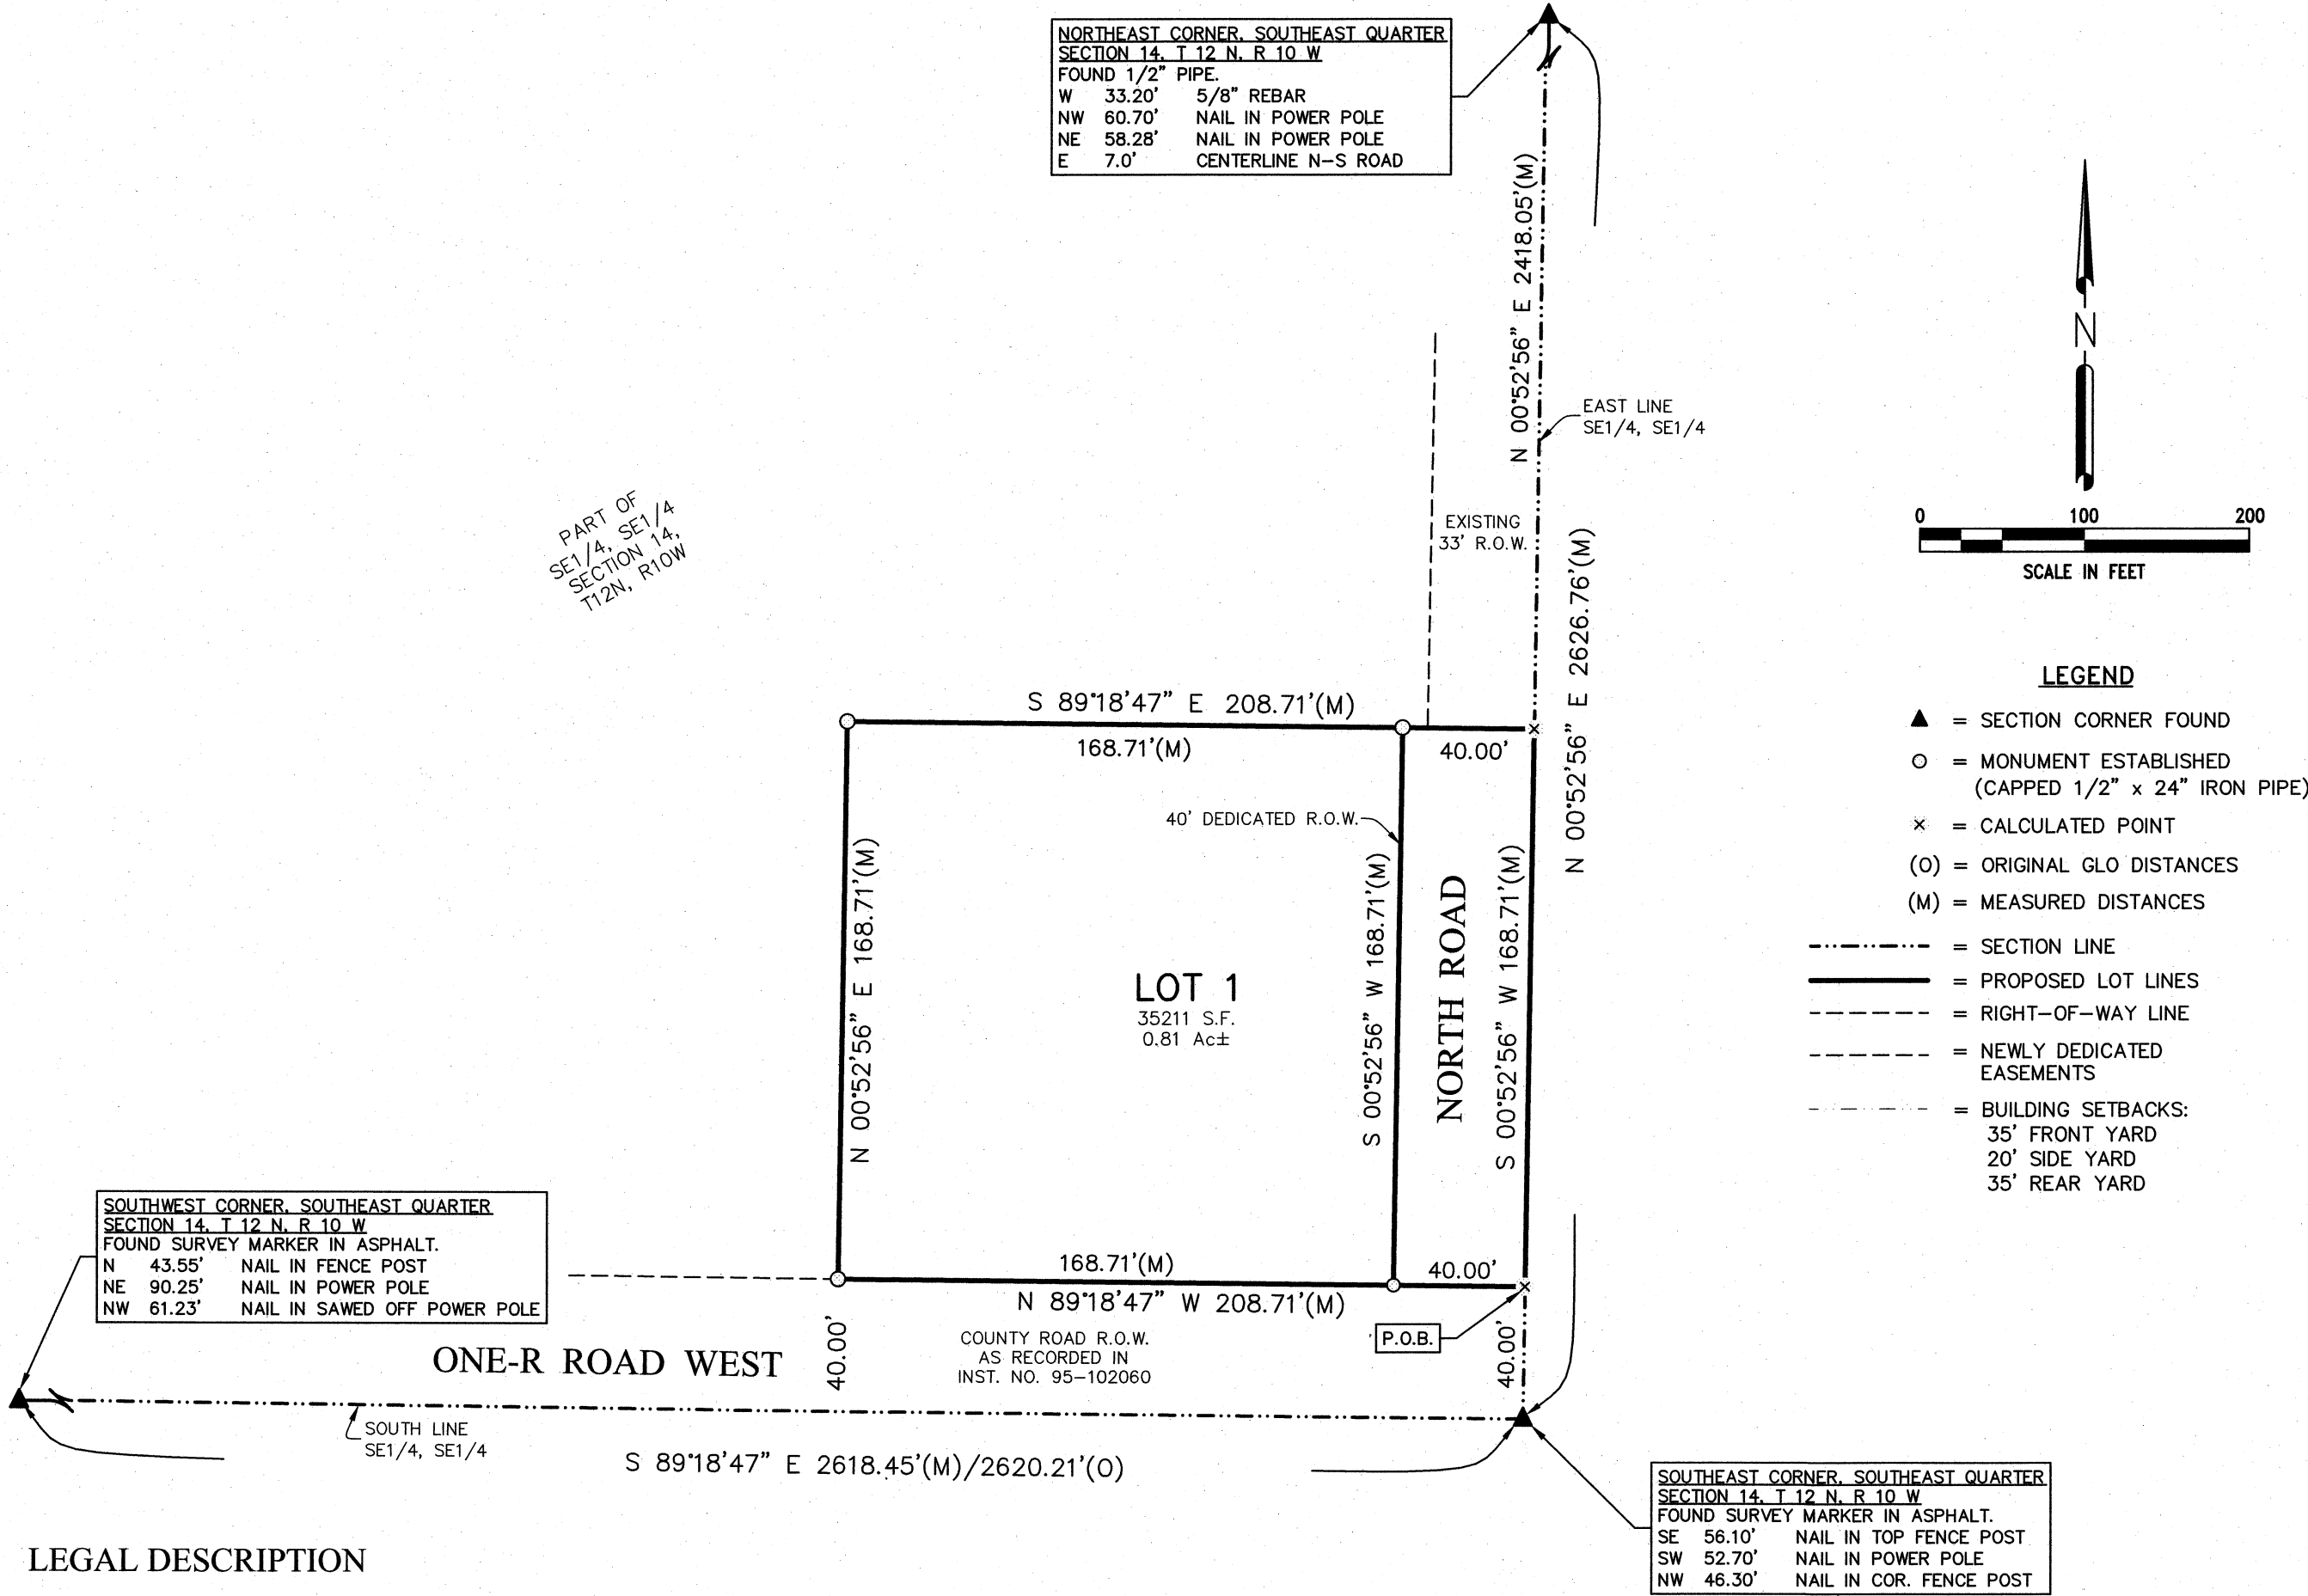 NORTHEAST CORNER, SOUTHEAST QUARTER
SECTION 14, T 12 N, R 10 W
FOUND 1/2" PIPE.
W 33.20' 5/8" REBAR
NW 60.70' NAIL IN POWER POLE
NE 58.28' NAIL IN POWER POLE
E 7.0' CENTERLINE N-S ROAD
N 00°52'56" E 2418.05'(M)
EAST LINE
SE1/4, SE1/4
EXISTING
33' R.O.W.
N 00°52'56" E 2626.76'(M)
PART OF
SE1/4, SE1/4
SECTION 14,
T12N, R10W
N
0 100 200
SCALE IN FEET
LEGEND
▲ = SECTION CORNER FOUND
○ = MONUMENT ESTABLISHED
(CAPPED 1/2" x 24" IRON PIPE)
× = CALCULATED POINT
(O) = ORIGINAL GLO DISTANCES
(M) = MEASURED DISTANCES
= SECTION LINE
= PROPOSED LOT LINES
= RIGHT-OF-WAY LINE
= NEWLY DEDICATED
EASEMENTS
= BUILDING SETBACKS:
35' FRONT YARD
20' SIDE YARD
35' REAR YARD
S 89°18'47" E 208.71'(M)
168.71'(M)
40.00'
40' DEDICATED R.O.W.
N 00°52'56" E 168.71'(M)
LOT 1
35211 S.F.
0.81 Ac±
S 00°52'56" W 168.71'(M)
NORTH ROAD
S 00°52'56" W 168.71'(M)
168.71'(M)
40.00'
N 89°18'47" W 208.71'(M)
P.O.B.
40.00'
40.00'
COUNTY ROAD R.O.W.
AS RECORDED IN
INST. NO. 95-102060
SOUTHWEST CORNER, SOUTHEAST QUARTER
SECTION 14, T 12 N, R 10 W
FOUND SURVEY MARKER IN ASPHALT.
N 43.55' NAIL IN FENCE POST
NE 90.25' NAIL IN POWER POLE
NW 61.23' NAIL IN SAWED OFF POWER POLE
ONE-R ROAD WEST
SOUTH LINE
SE1/4, SE1/4
S 89°18'47" E 2618.45'(M)/2620.21'(O)
SOUTHEAST CORNER, SOUTHEAST QUARTER
SECTION 14, T 12 N, R 10 W
FOUND SURVEY MARKER IN ASPHALT.
SE 56.10' NAIL IN TOP FENCE POST
SW 52.70' NAIL IN POWER POLE
NW 46.30' NAIL IN COR. FENCE POST
LEGAL DESCRIPTION